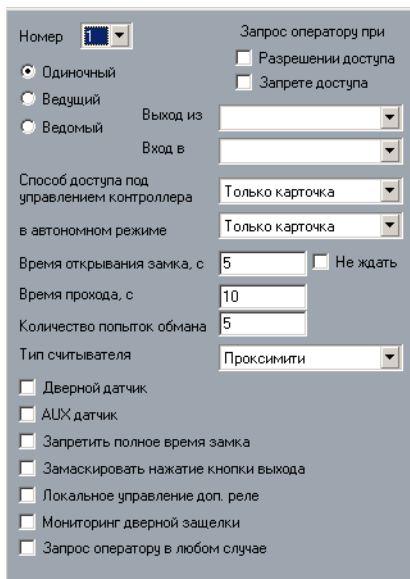 Номер 1
Запрос оператору при
Разрешении доступа
Запрете доступа
Одиночный
Ведущий
Ведомый
Выход из
Вход в
Способ доступа под
управлением контроллера
Только карточка
в автономном режиме
Только карточка
Время открывания замка, с 5 Не ждать
Время прохода, с 10
Количество попыток обмана 5
Тип считывателя Проксимити
Дверной датчик
AUX датчик
Запретить полное время замка
Замаскировать нажатие кнопки выхода
Локальное управление доп. реле
Мониторинг дверной защелки
Запрос оператору в любом случае